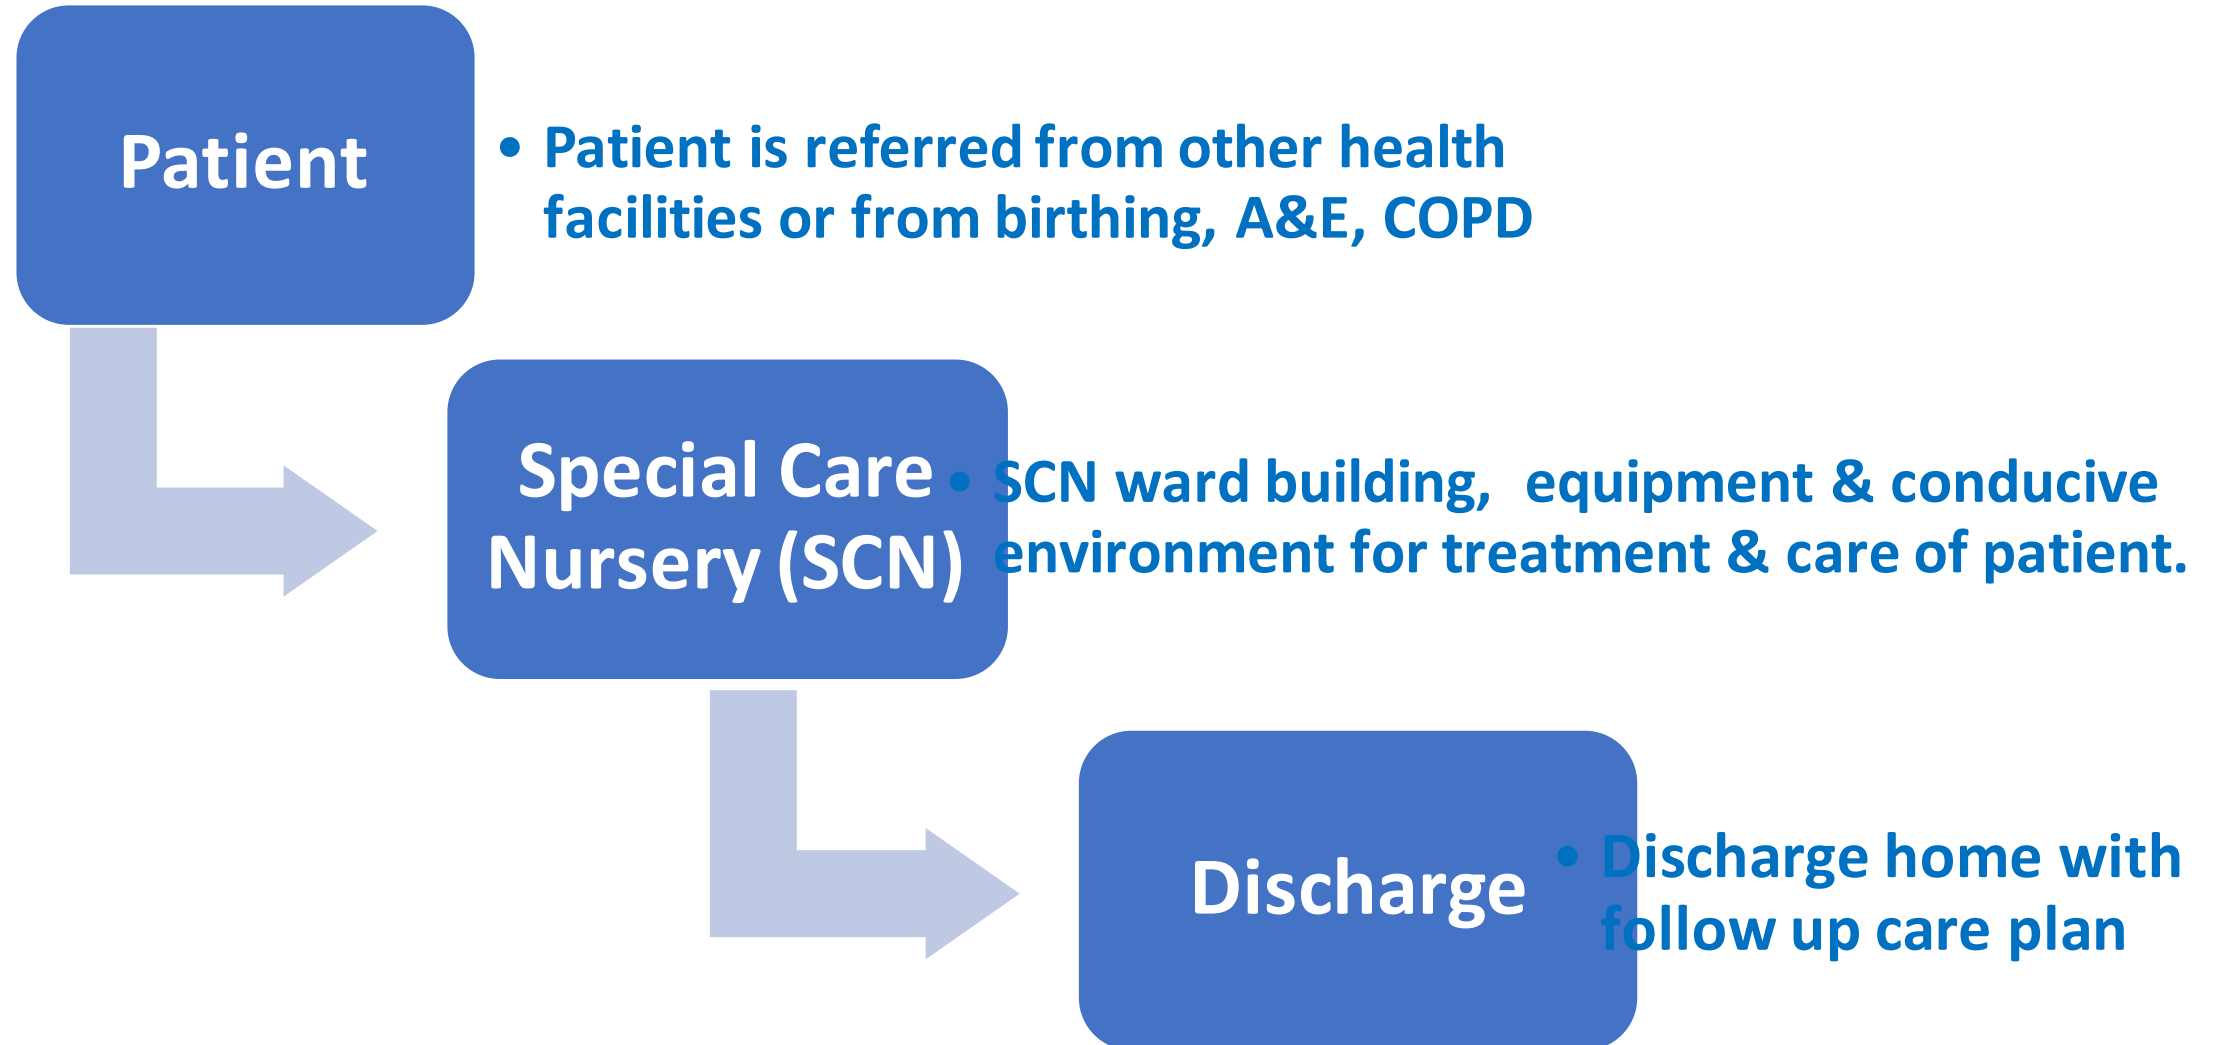 Patient
• Patient is referred from other health
facilities or from birthing, A&E, COPD
Special Care
Nursery (SCN)
• SCN ward building, equipment & conducive
environment for treatment & care of patient.
Discharge
• Discharge home with
follow up care plan